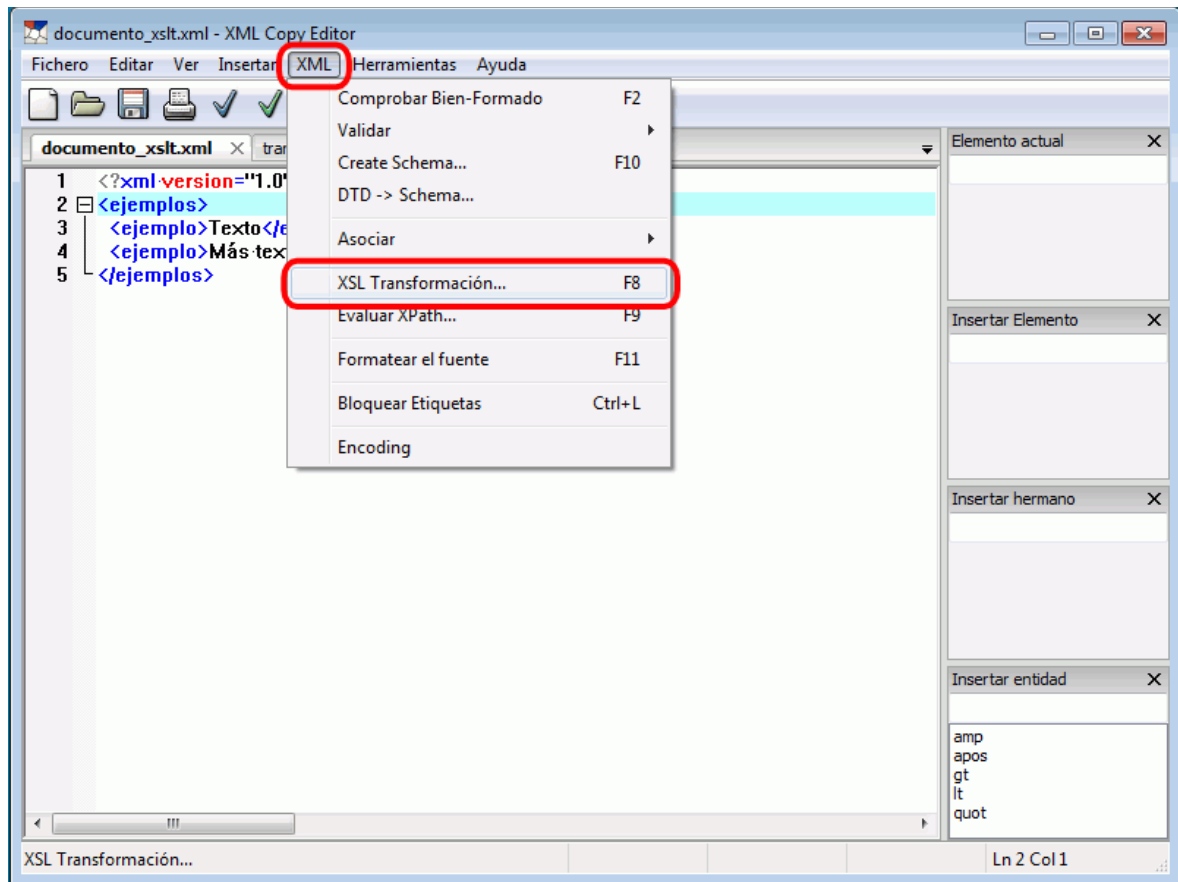 documento_xslt.xml - XML Copy Editor
Fichero Editar Ver Insertar XML Herramientas Ayuda
documento_xslt.xml
1 <?xml·version="1.0"
2 <ejemplos>
3 <ejemplo>Texto</e
4 <ejemplo>Más·tex
5 </ejemplos>
Comprobar Bien-Formado F2
Validar
Create Schema... F10
DTD -> Schema...
Asociar
XSL Transformación... F8
Evaluar XPath... F9
Formatear el fuente F11
Bloquear Etiquetas Ctrl+L
Encoding
Elemento actual
Insertar Elemento
Insertar hermano
Insertar entidad
amp
apos
gt
lt
quot
XSL Transformación...
Ln 2 Col 1